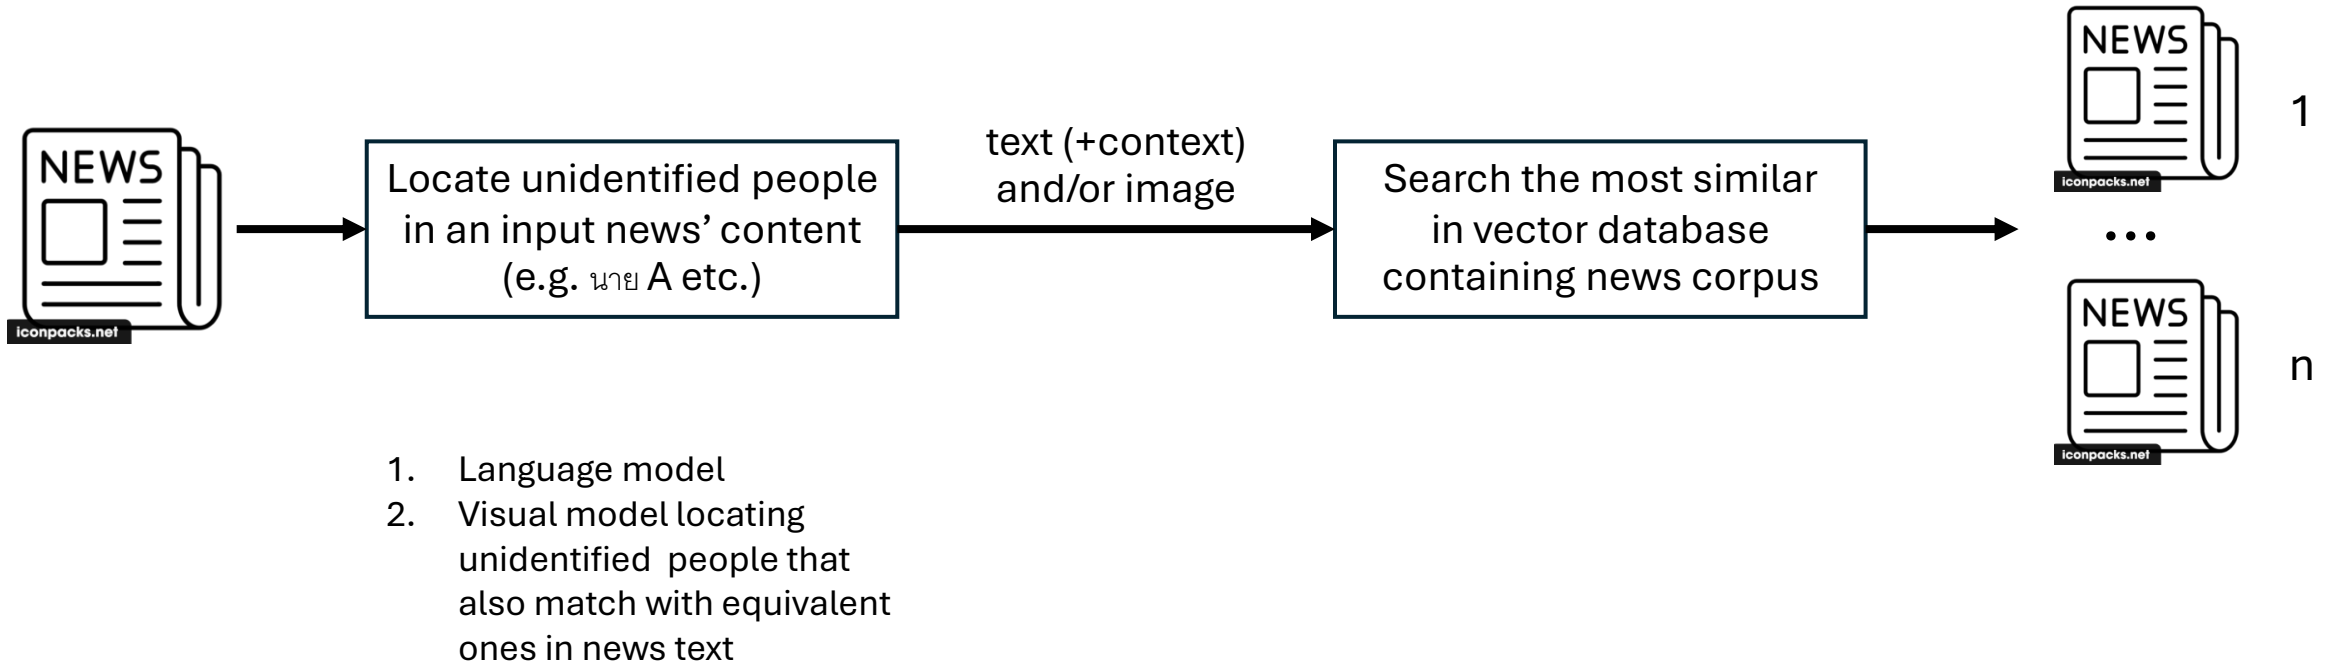 NEWS
iconpacks.net
Locate unidentified people
in an input news’ content
(e.g. นาย A etc.)
text (+context)
and/or image
Search the most similar
in vector database
containing news corpus
NEWS
iconpacks.net
1
...
NEWS
iconpacks.net
n
1. Language model
2. Visual model locating
unidentified  people that
also match with equivalent
ones in news text